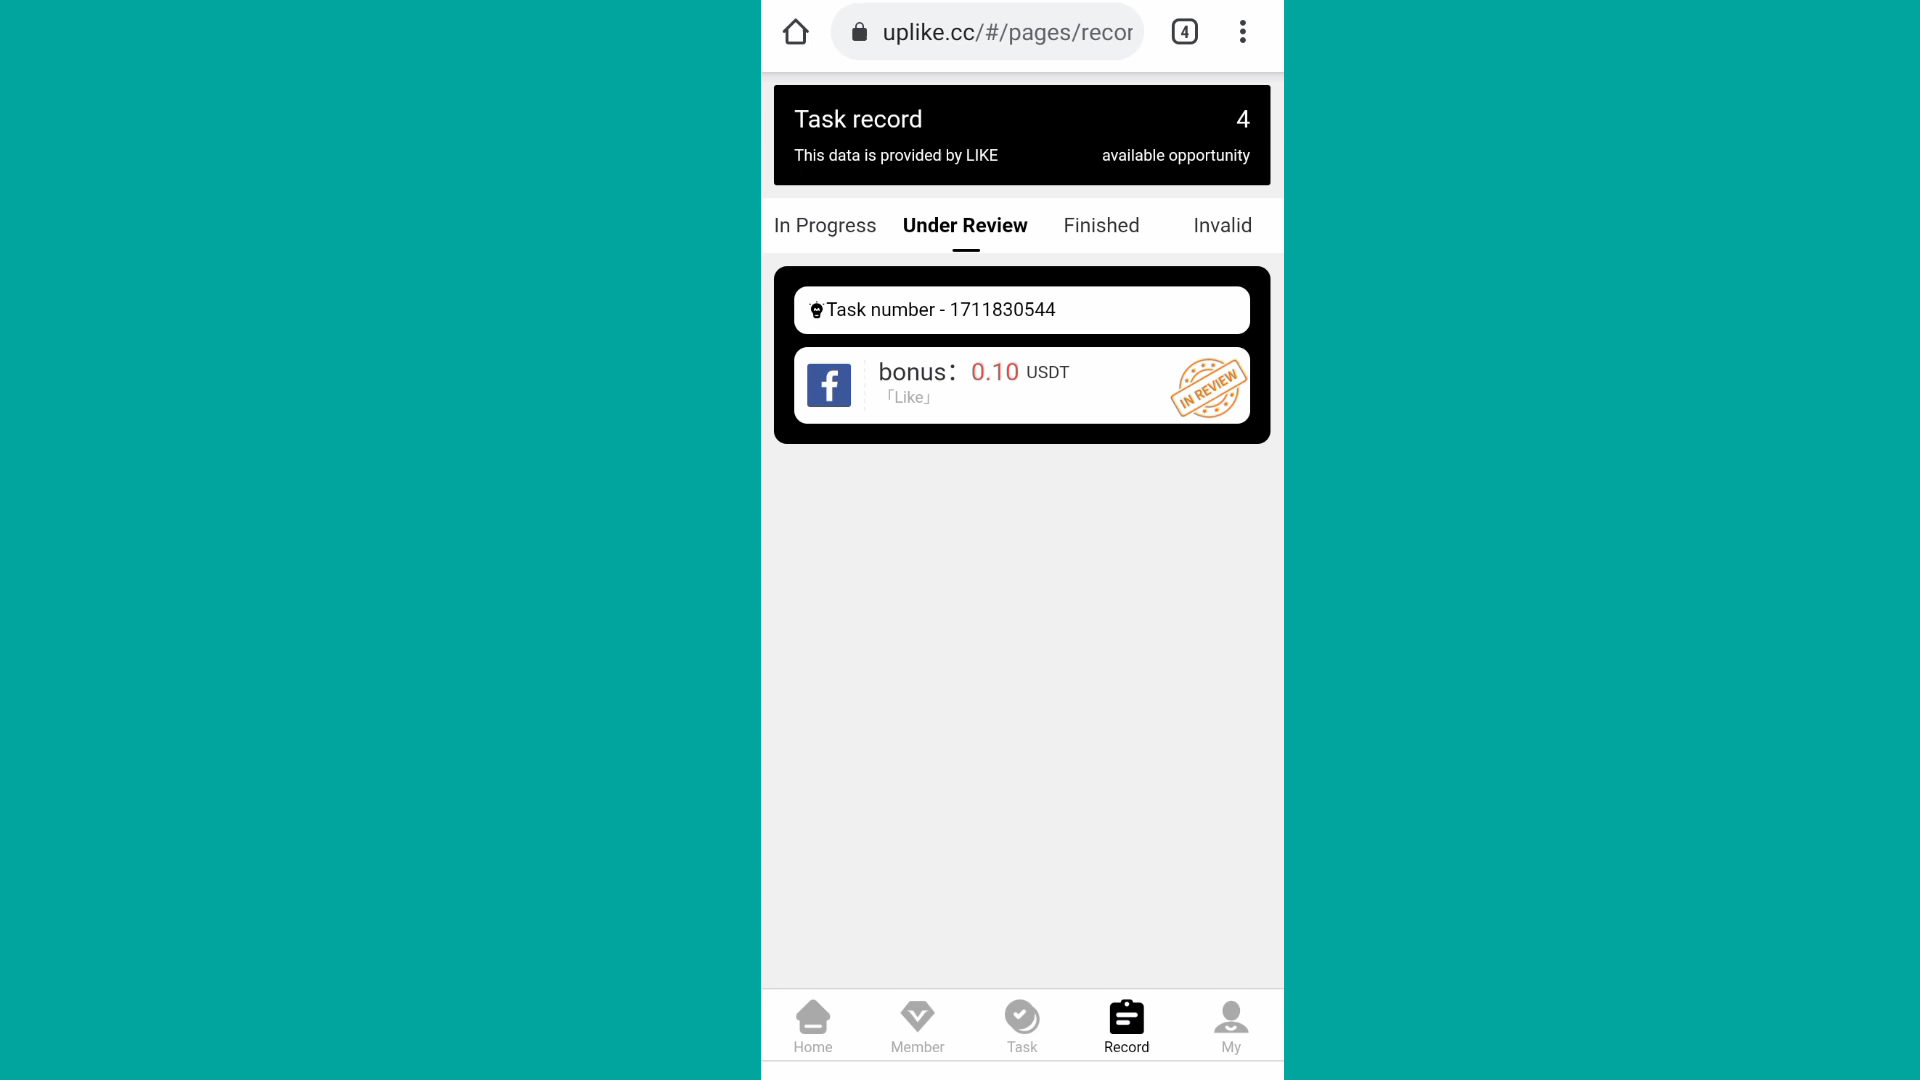 uplike.cc/#/pages/recor
4
Task record
4
This data is provided by LIKE
available opportunity
In Progress
Under Review
Finished
Invalid
Task number - 1711830544
bonus： 0.10 USDT
「Like」
IN REVIEW
Home
Member
Task
Record
My